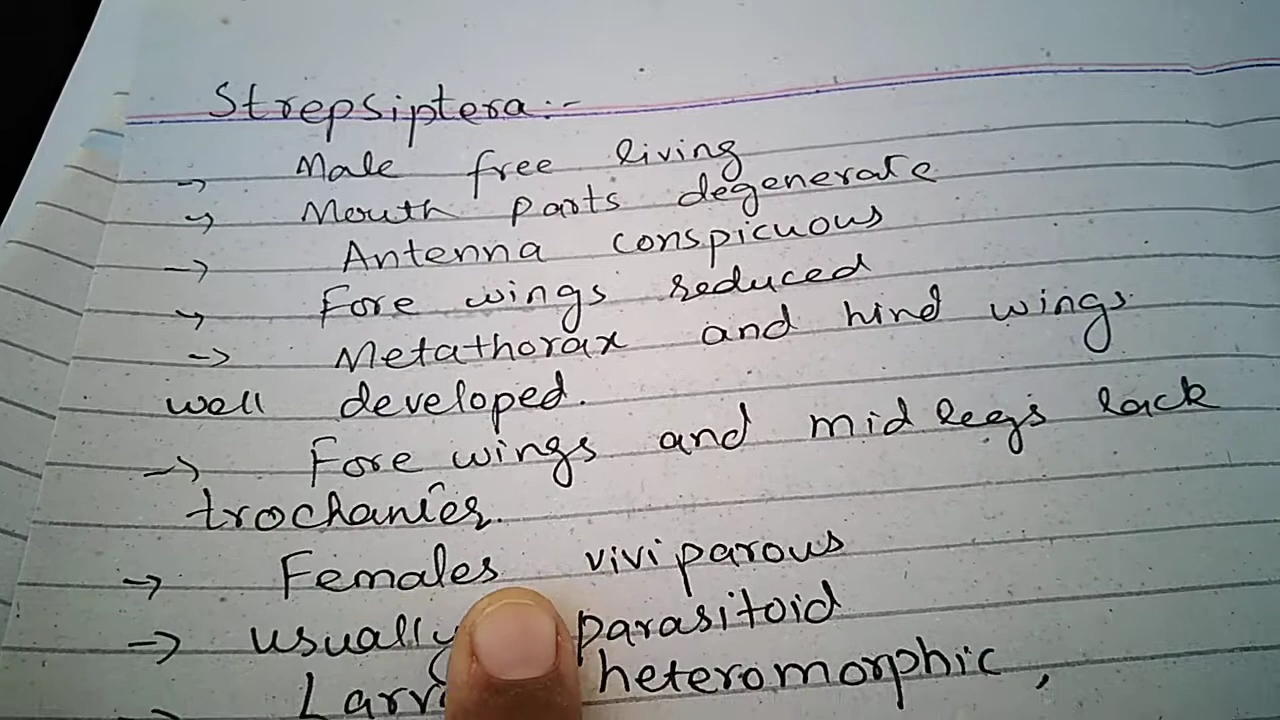 Strepsiptera:-
→ Male free living
→ Mouth parts degenerate
→ Antenna conspicuous
→ Fore wings reduced
→ Metathorax and hind wings
well developed.
→ Fore wings and mid legs lack
trochanter.
→ Females viviparous
→ usually parasitoid
→ heteromorphic,